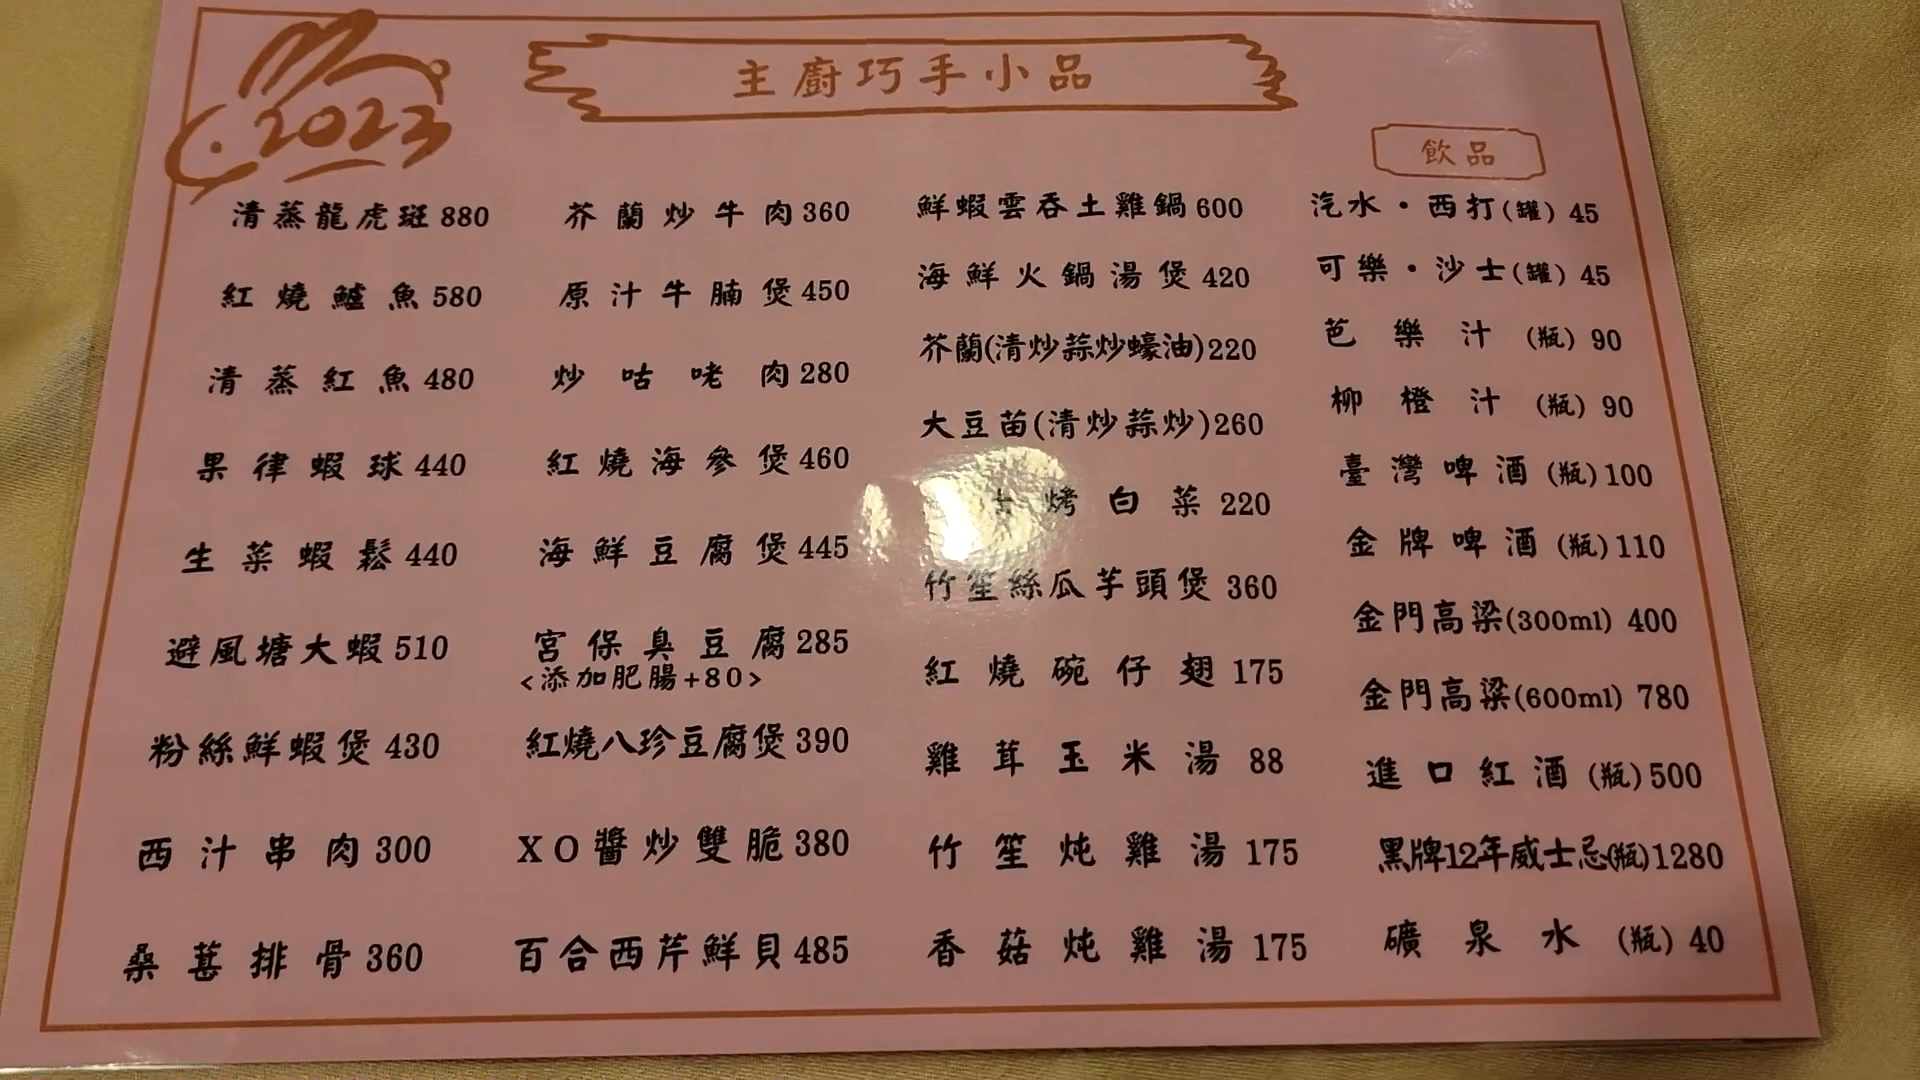 2023
主廚巧手小品
清蒸龍虎斑 880
紅燒鱸魚 580
清蒸紅魚 480
果律蝦球 440
生菜蝦鬆 440
避風塘大蝦 510
粉絲鮮蝦煲 430
西汁串肉 300
桑葚排骨 360
芥蘭炒牛肉 360
原汁牛腩煲 450
炒咕咾肉 280
紅燒海參煲 460
海鮮豆腐煲 445
宮保臭豆腐 285
<添加肥腸+80>
紅燒八珍豆腐煲 390
XO醬炒雙脆 380
百合西芹鮮貝 485
鮮蝦雲吞土雞鍋 600
海鮮火鍋湯煲 420
芥蘭(清炒蒜炒蠔油)220
大豆苗(清炒蒜炒)260
烤白菜 220
竹笙絲瓜芋頭煲 360
紅燒碗仔翅 175
雞茸玉米湯 88
竹笙炖雞湯 175
香菇炖雞湯 175
飲品
汽水・西打(罐) 45
可樂・沙士(罐) 45
芭樂汁 (瓶) 90
柳橙汁 (瓶) 90
臺灣啤酒 (瓶)100
金牌啤酒 (瓶)110
金門高梁(300ml) 400
金門高梁(600ml) 780
進口紅酒 (瓶)500
黑牌12年威士忌(瓶)1280
礦泉水 (瓶) 40